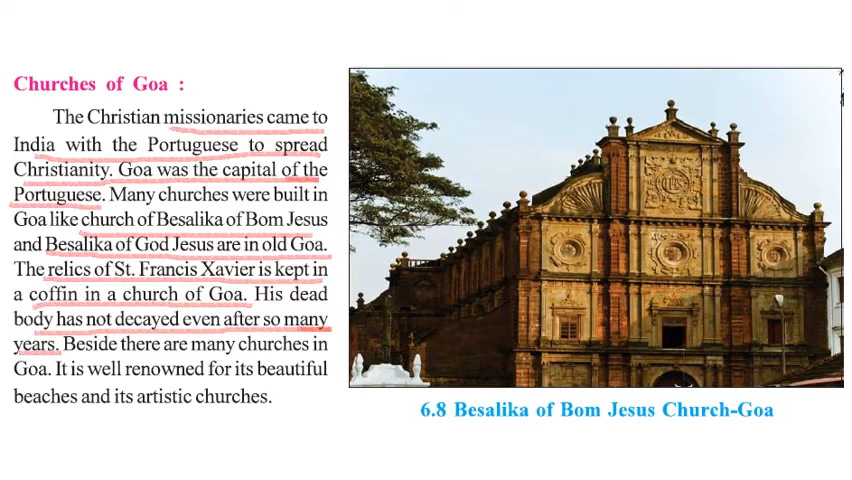 Churches of Goa :
The Christian missionaries came to
India with the Portuguese to spread
Christianity. Goa was the capital of the
Portuguese. Many churches were built in
Goa like church of Besalika of Bom Jesus
and Besalika of God Jesus are in old Goa.
The relics of St. Francis Xavier is kept in
a coffin in a church of Goa. His dead
body has not decayed even after so many
years. Beside there are many churches in
Goa. It is well renowned for its beautiful
beaches and its artistic churches.
6.8 Besalika of Bom Jesus Church-Goa